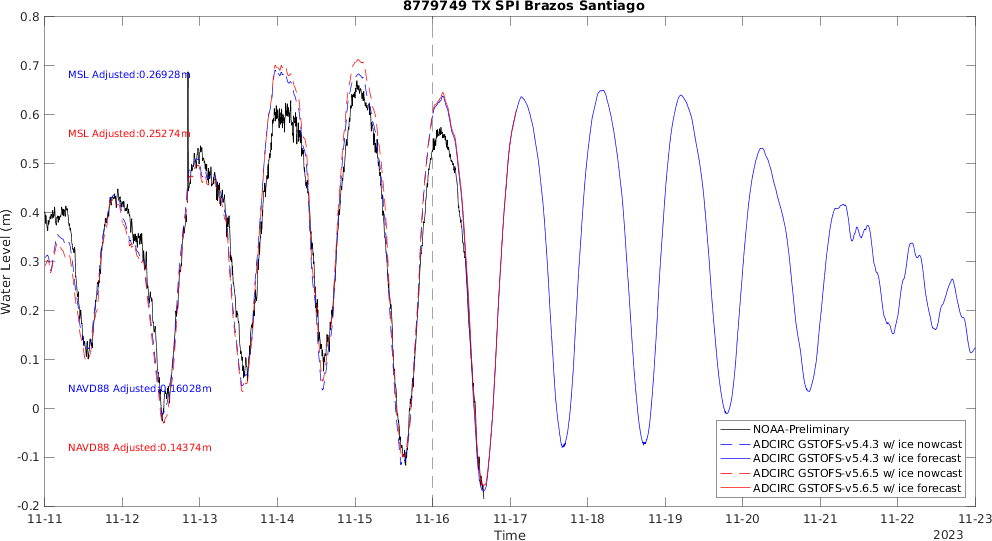 8779749 TX SPI Brazos Santiago
0.8
0.7
0.6
0.5
0.4
0.3
0.2
0.1
0
-0.1
-0.2
Water Level (m)
MSL Adjusted:0.26928m
MSL Adjusted:0.25274m
NAVD88 Adjusted:0.16028m
NAVD88 Adjusted:0.14374m
NOAA-Preliminary
ADCIRC GSTOFS-v5.4.3 w/ ice nowcast
ADCIRC GSTOFS-v5.4.3 w/ ice forecast
ADCIRC GSTOFS-v5.6.5 w/ ice nowcast
ADCIRC GSTOFS-v5.6.5 w/ ice forecast
11-11 11-12 11-13 11-14 11-15 11-16 11-17 11-18 11-19 11-20 11-21 11-22 11-23
Time
2023